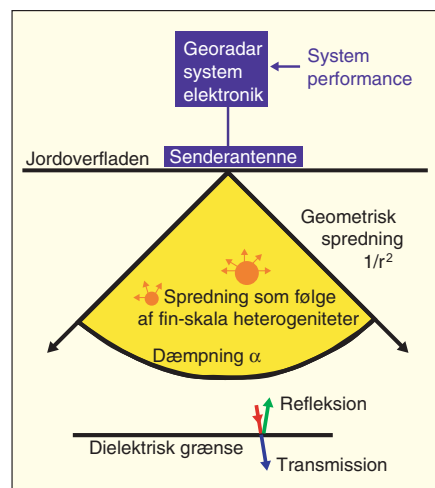 Georadar
system
elektronik
System
performance
Jordoverfladen
Senderantenne
Geometrisk
spredning
1/r²
Spredning som følge
af fin-skala heterogeniteter
Dæmpning α
Refleksion
Dielektrisk grænse
Transmission